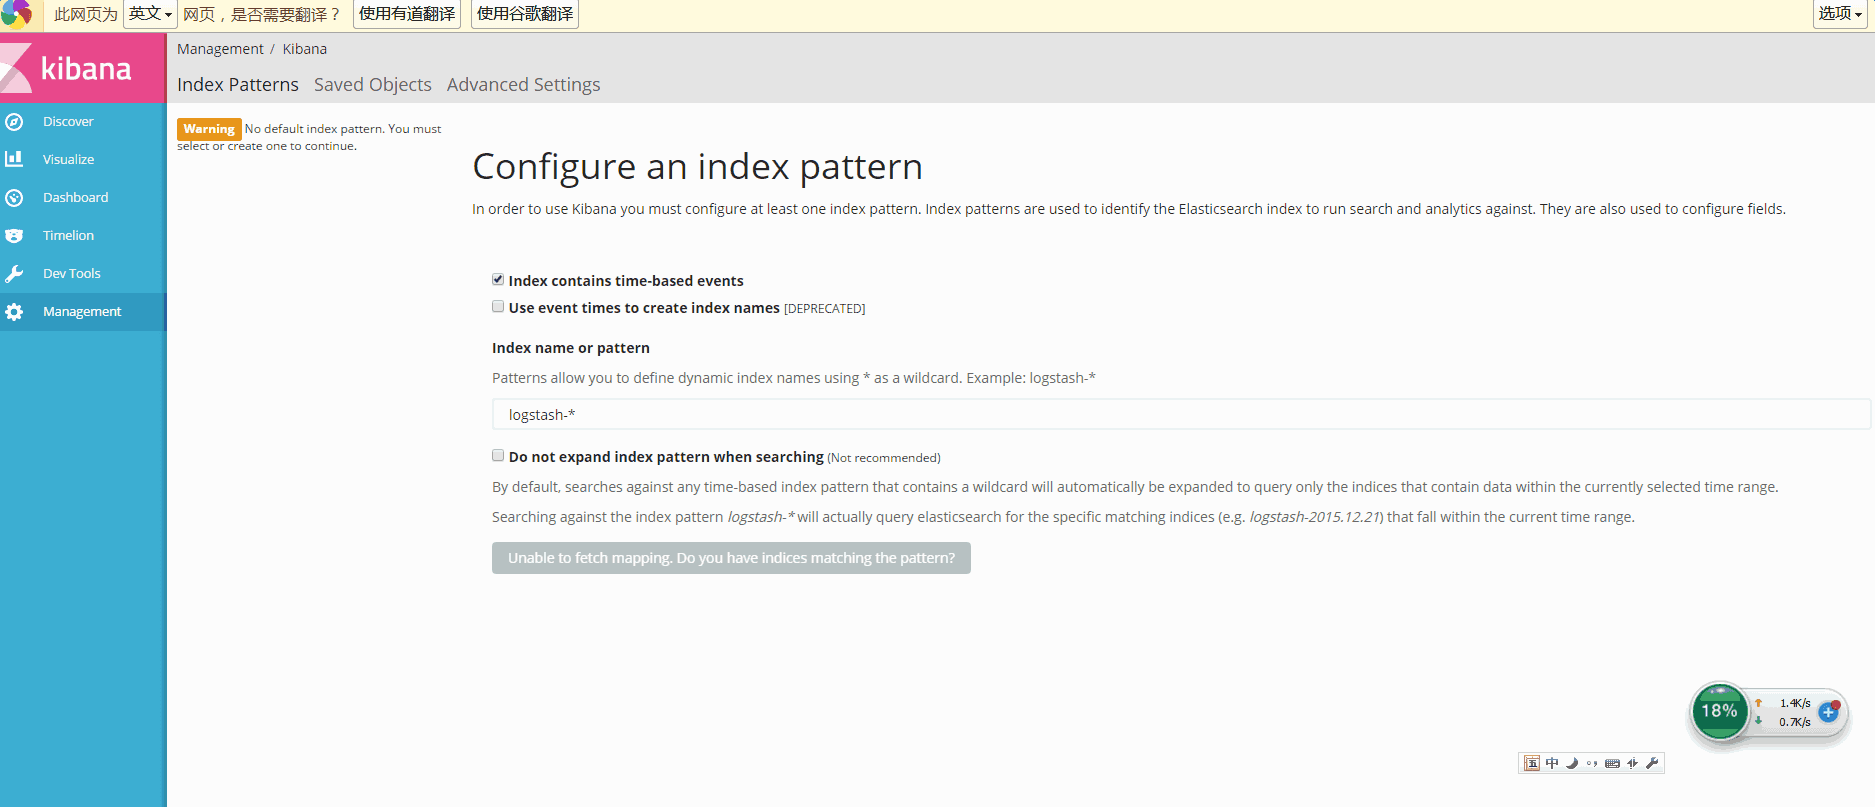 此网页为 英文 网页，是否需要翻译？ 使用有道翻译 使用谷歌翻译 选项
kibana
Management / Kibana
Index Patterns Saved Objects Advanced Settings
Discover
Visualize
Dashboard
Timelion
Dev Tools
Management
Warning No default index pattern. You must
select or create one to continue.
Configure an index pattern
In order to use Kibana you must configure at least one index pattern. Index patterns are used to identify the Elasticsearch index to run search and analytics against. They are also used to configure fields.
Index contains time-based events
Use event times to create index names [DEPRECATED]
Index name or pattern
Patterns allow you to define dynamic index names using * as a wildcard. Example: logstash-*
logstash-*
Do not expand index pattern when searching (Not recommended)
By default, searches against any time-based index pattern that contains a wildcard will automatically be expanded to query only the indices that contain data within the currently selected time range.
Searching against the index pattern logstash-* will actually query elasticsearch for the specific matching indices (e.g. logstash-2015.12.21) that fall within the current time range.
Unable to fetch mapping. Do you have indices matching the pattern?
18%
1.4K/s
0.7K/s
五 中